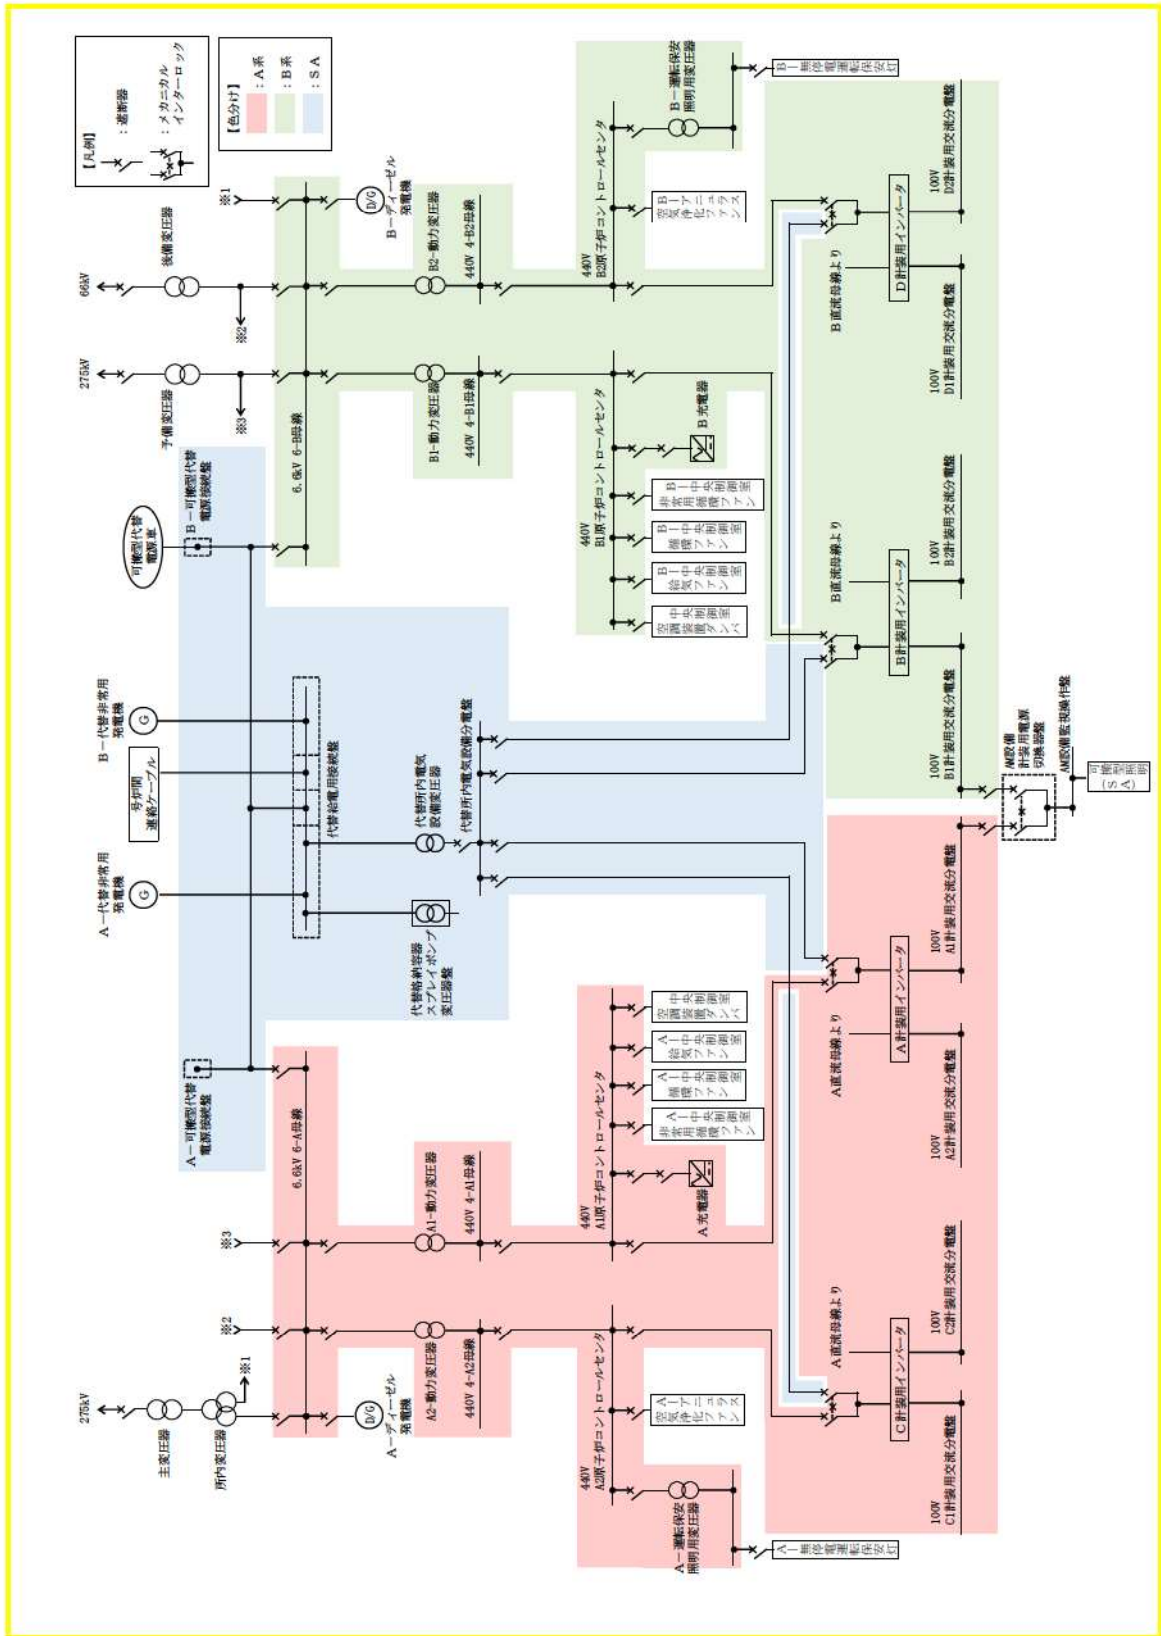 【凡例】
：遮断器
：メカニカル
インターロック
【色分け】
：A系
：B系
：SA
275kV
主変圧器
所内変圧器
※1
※2
※3
A－可搬型代替
電源接続盤
A－代替非常用
発電機
G
号炉間
連絡ケーブル
B－代替非常用
発電機
G
可搬型代替
電源車
B－可搬型代替
電源接続盤
275kV
予備変圧器
※3
66kV
後備変圧器
※2
※1
6.6kV 6-A母線
代替給電用接続盤
6.6kV 6-B母線
D/G
A－ディーゼル
発電機
D/G
B－ディーゼル
発電機
A2-動力変圧器
A1-動力変圧器
代替格納容器
スプレイポンプ
変圧器盤
代替所内電気
設備変圧器
B1-動力変圧器
B2-動力変圧器
440V 4-A2母線
440V 4-A1母線
代替所内電気設備分電盤
440V 4-B1母線
440V 4-B2母線
440V
A2原子炉コントロールセンタ
440V
A1原子炉コントロールセンタ
440V
B1原子炉コントロールセンタ
440V
B2原子炉コントロールセンタ
A－運転保安
照明用変圧器
A－アニュラス
空気浄化ファン
A充電器
A－中央制御室
非常用循環ファン
A－中央制御室
循環ファン
A－中央制御室
給気ファン
中央制御室
空調装置ダンパ
中央制御室
空調装置ダンパ
B－中央制御室
給気ファン
B－中央制御室
循環ファン
B－中央制御室
非常用循環ファン
B充電器
B－アニュラス
空気浄化ファン
B－運転保安
照明用変圧器
A－無停電運転保安灯
B－無停電運転保安灯
A直流母線より
A直流母線より
B直流母線より
B直流母線より
C計装用インバータ
A計装用インバータ
B計装用インバータ
D計装用インバータ
100V
C1計装用交流分電盤
100V
C2計装用交流分電盤
100V
A2計装用交流分電盤
100V
A1計装用交流分電盤
100V
B1計装用交流分電盤
100V
B2計装用交流分電盤
100V
D1計装用交流分電盤
100V
D2計装用交流分電盤
AM設備
計装用電源
切換器盤
AM設備監視操作盤
可搬型照明
（SA）